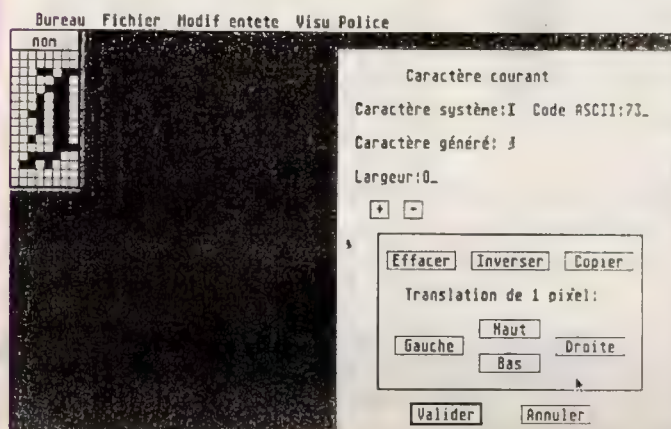 Bureau Fichier Modif entete Visu Police
nom
Caractère courant
Caractère système:I Code ASCII:73_
Caractère généré:
Largeur:0_
+ -
Effacer Inverser Copier
Translation de 1 pixel:
Haut
Gauche Droite
Bas
Valider Annuler